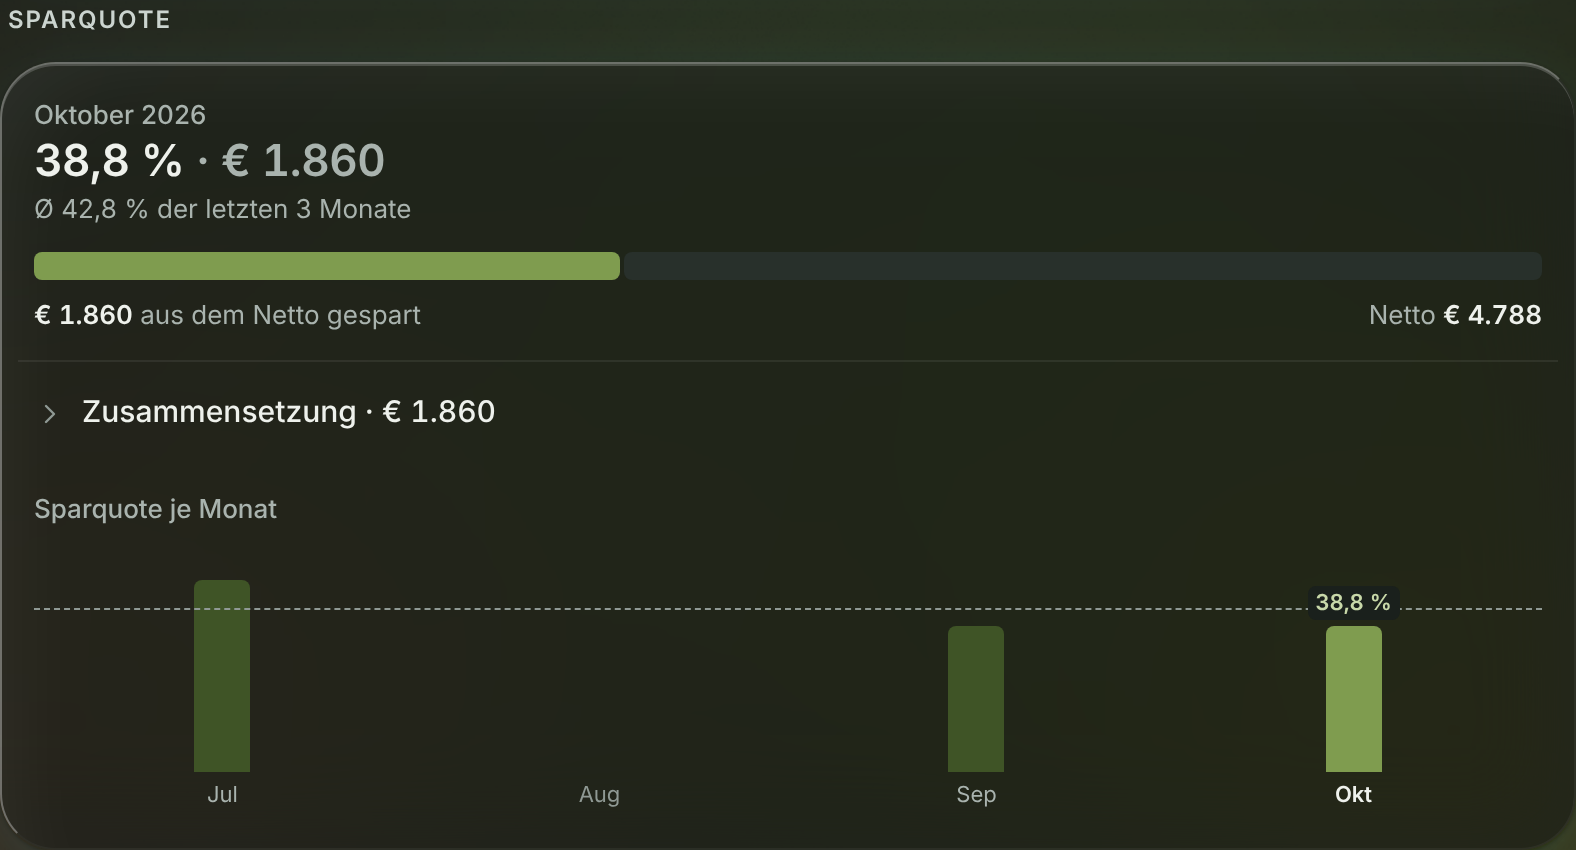 SPARQUOTE
Oktober 2026
38,8 % · € 1.860
Ø 42,8 % der letzten 3 Monate
€ 1.860 aus dem Netto gespart
Netto € 4.788
Zusammensetzung · € 1.860
Sparquote je Monat
38,8 %
Jul
Aug
Sep
Okt